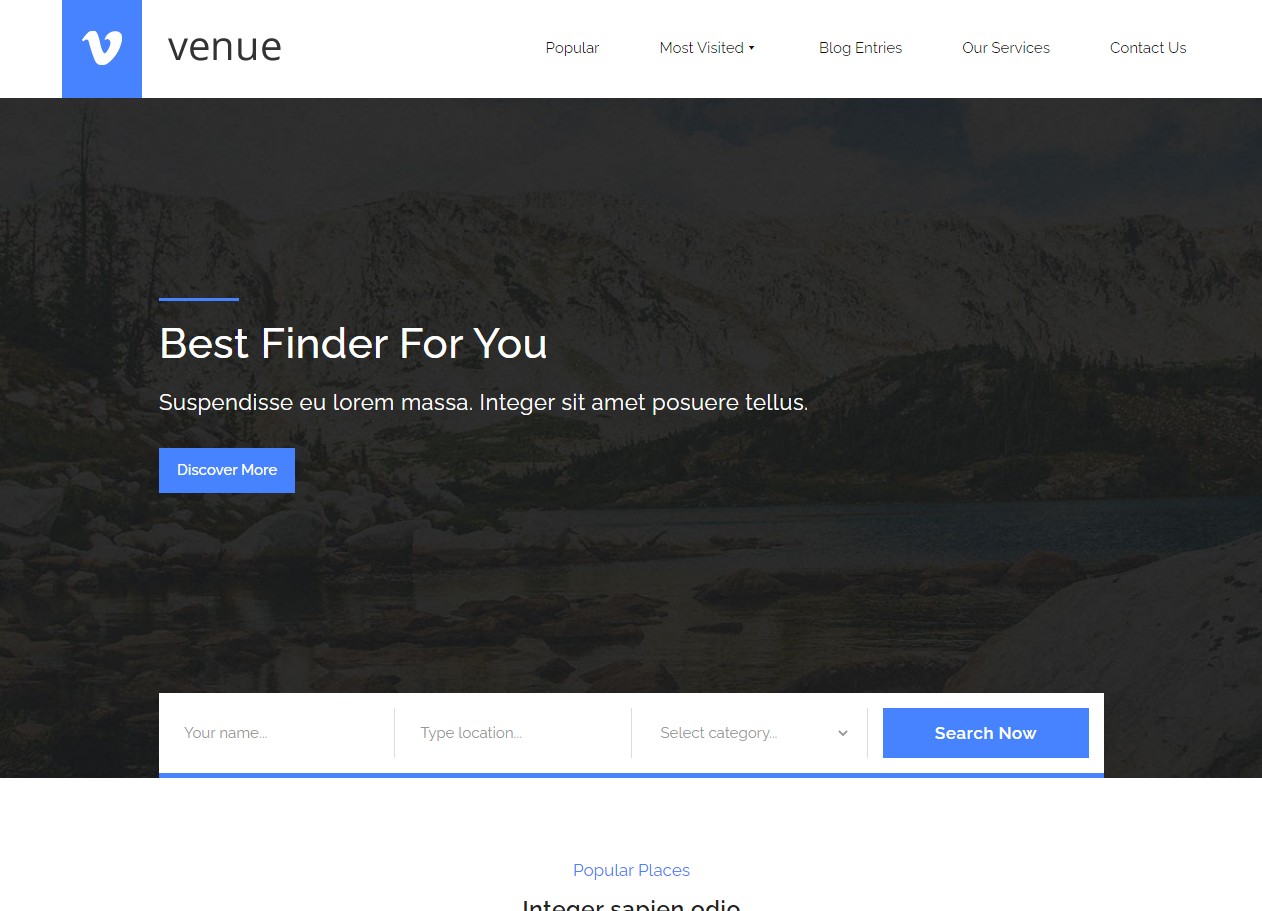 venue
Popular
Most Visited
Blog Entries
Our Services
Contact Us
Best Finder For You
Suspendisse eu lorem massa. Integer sit amet posuere tellus.
Discover More
Your name...
Type location...
Select category...
Search Now
Popular Places
Integer sapien odio